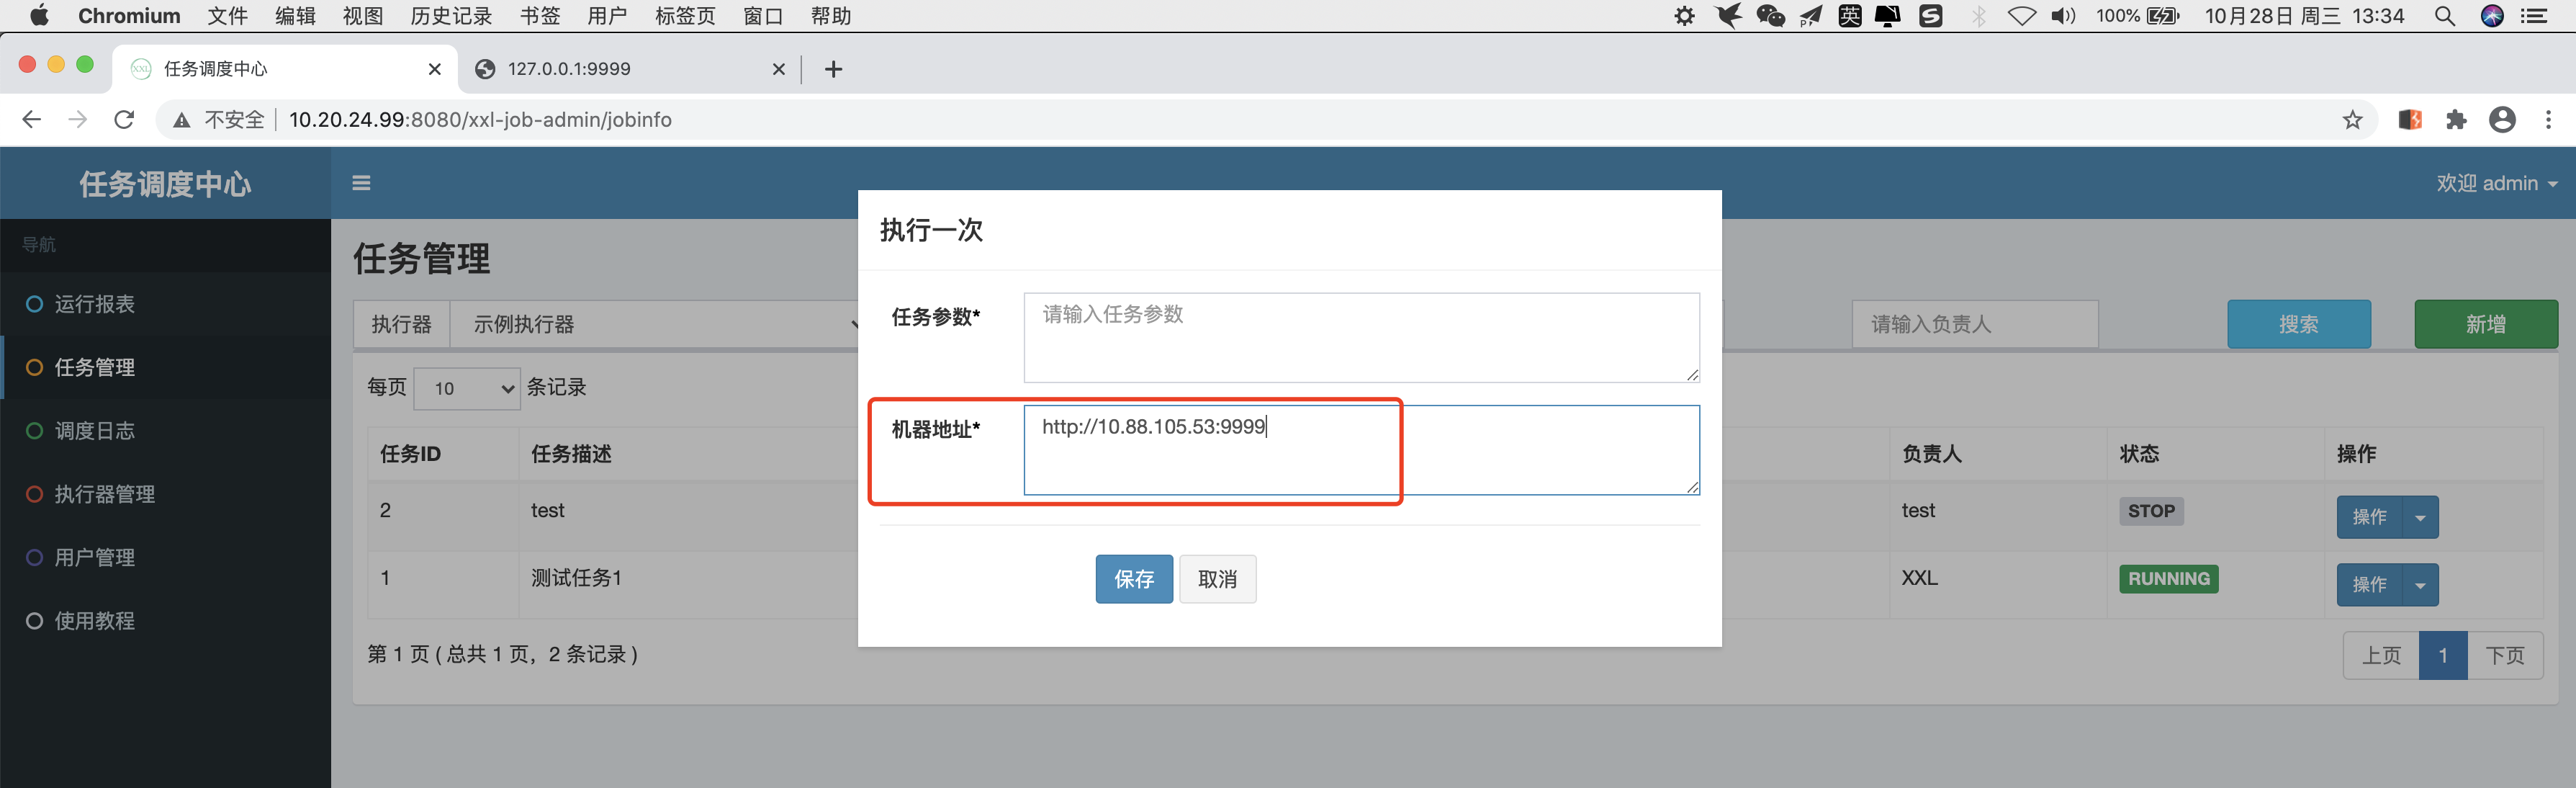 Chromium 文件 编辑 视图 历史记录 书签 用户 标签页 窗口 帮助 英 100% 10月28日 周三 13:34
XXL 任务调度中心 127.0.0.1:9999
不安全 10.20.24.99:8080/xxl-job-admin/jobinfo
任务调度中心 欢迎 admin
导航
运行报表
任务管理
调度日志
执行器管理
用户管理
使用教程
任务管理
执行器 示例执行器 请输入负责人 搜索 新增
每页 10 条记录
任务ID 任务描述 负责人 状态 操作
2 test test STOP 操作
1 测试任务1 XXL RUNNING 操作
第 1 页 ( 总共 1 页，2 条记录 ) 上页 1 下页
执行一次
任务参数* 请输入任务参数
机器地址* http://10.88.105.53:9999
保存 取消